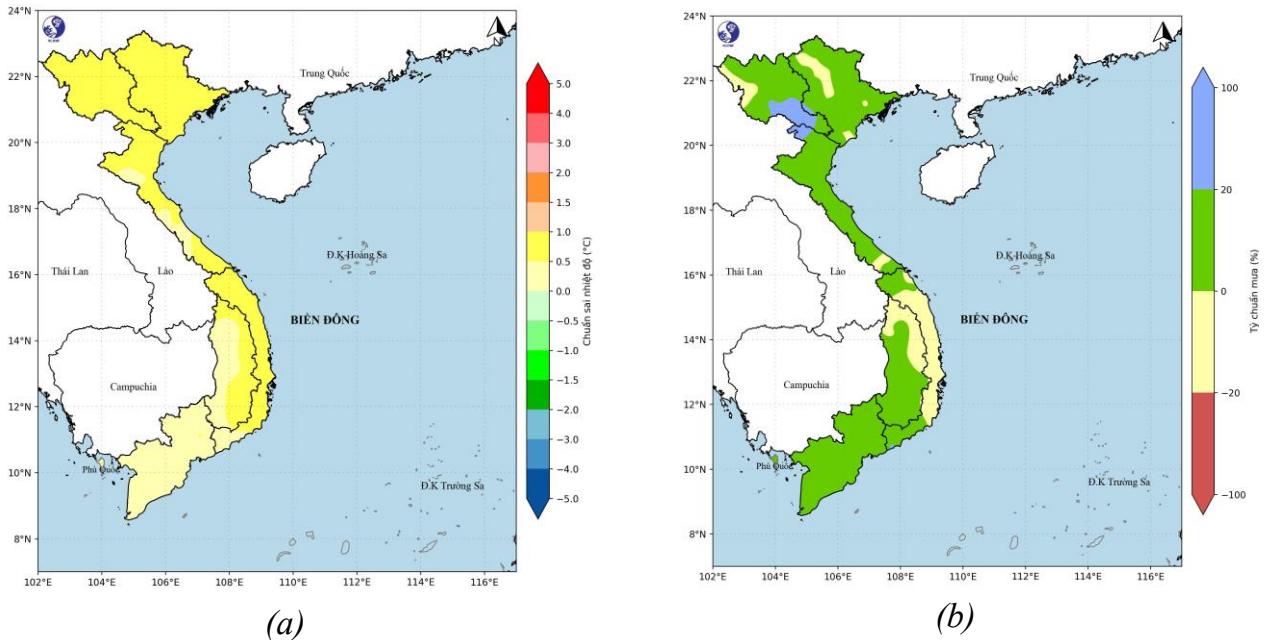 24°N
22°N
20°N
18°N
16°N
14°N
12°N
10°N
8°N
102°E
104°E
106°E
108°E
110°E
112°E
114°E
116°E
Trung Quốc
Đ.K Hoàng Sa
Thái Lan
Lào
BIỂN ĐÔNG
Campuchia
Phú Quốc
Đ.K Trường Sa
5.0
4.0
3.0
2.0
1.5
1.0
0.5
0.0
−0.5
−1.0
−1.5
−2.0
−3.0
−4.0
−5.0
Chuẩn sai nhiệt độ (°C)
(a)
24°N
22°N
20°N
18°N
16°N
14°N
12°N
10°N
8°N
102°E
104°E
106°E
108°E
110°E
112°E
114°E
116°E
Trung Quốc
Đ.K Hoàng Sa
Thái Lan
Lào
BIỂN ĐÔNG
Campuchia
Phú Quốc
Đ.K Trường Sa
100
20
0
−20
−100
Tỷ chuẩn mưa (%)
(b)